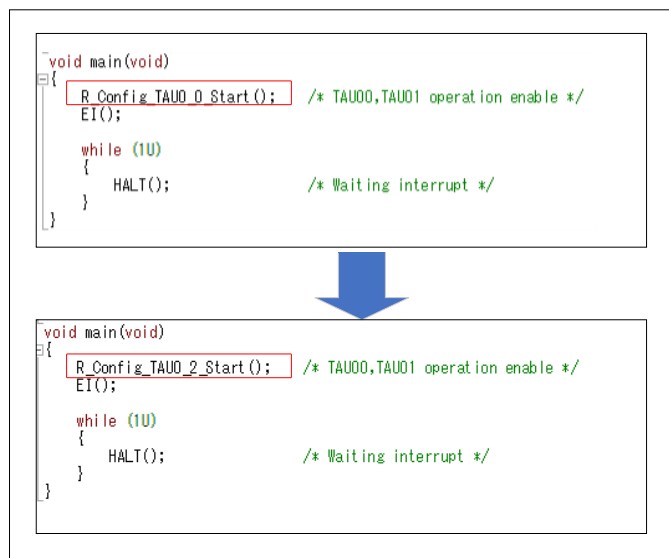 void main(void)
{
R_Config_TAU0_0_Start(); /* TAU00,TAU01 operation enable */
EI();
while (1U)
{
HALT(); /* Waiting interrupt */
}
}
void main(void)
{
R_Config_TAU0_2_Start(); /* TAU00,TAU01 operation enable */
EI();
while (1U)
{
HALT(); /* Waiting interrupt */
}
}